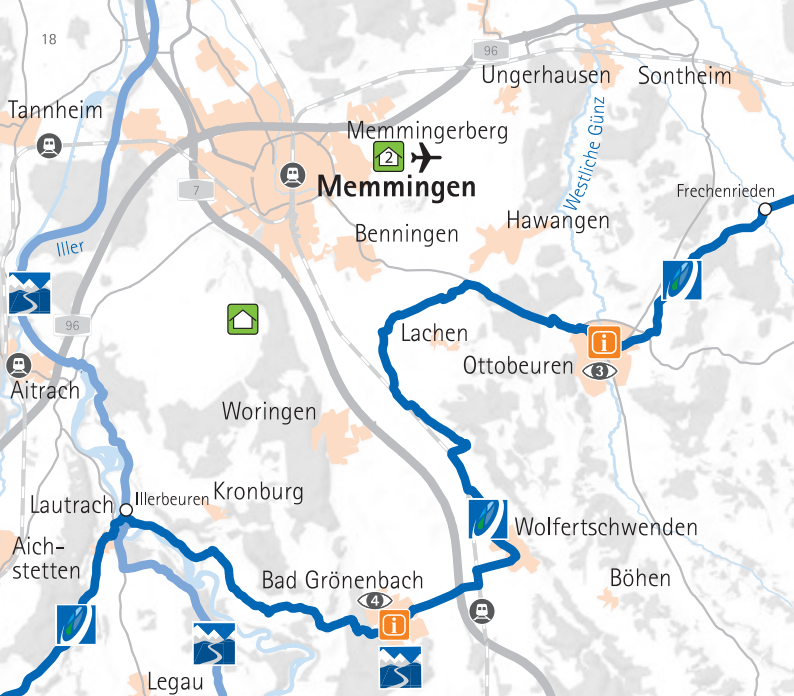 18
96
Ungerhausen
Sontheim
Tannheim
Memmingerberg
2
Memmingen
7
Westliche Günz
Frechenrieden
Hawangen
Benningen
Iller
96
Lachen
Ottobeuren
i
3
Aitrach
Woringen
Lautrach
Illerbeuren
Kronburg
Wolfertschwenden
Aich-
stetten
Bad Grönenbach
Böhen
4
i
Legau